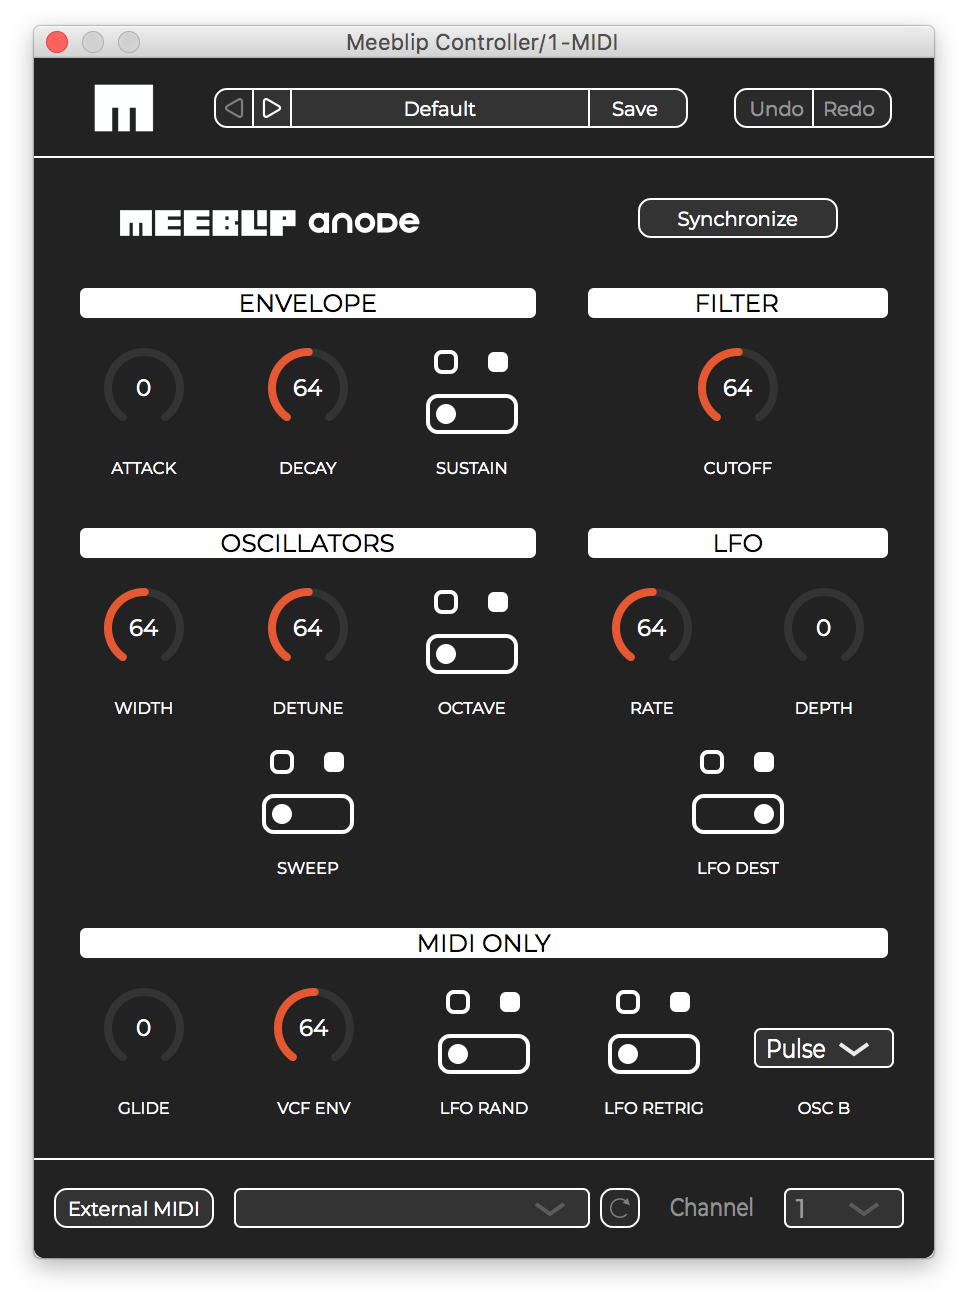 Meeblip Controller/1-MIDI
m Default Save Undo Redo
MEEBLIP anode Synchronize
ENVELOPE FILTER
0 64 64
ATTACK DECAY SUSTAIN CUTOFF
OSCILLATORS LFO
64 64 64 0
WIDTH DETUNE OCTAVE RATE DEPTH
SWEEP LFO DEST
MIDI ONLY
0 64 Pulse
GLIDE VCF ENV LFO RAND LFO RETRIG OSC B
External MIDI Channel 1